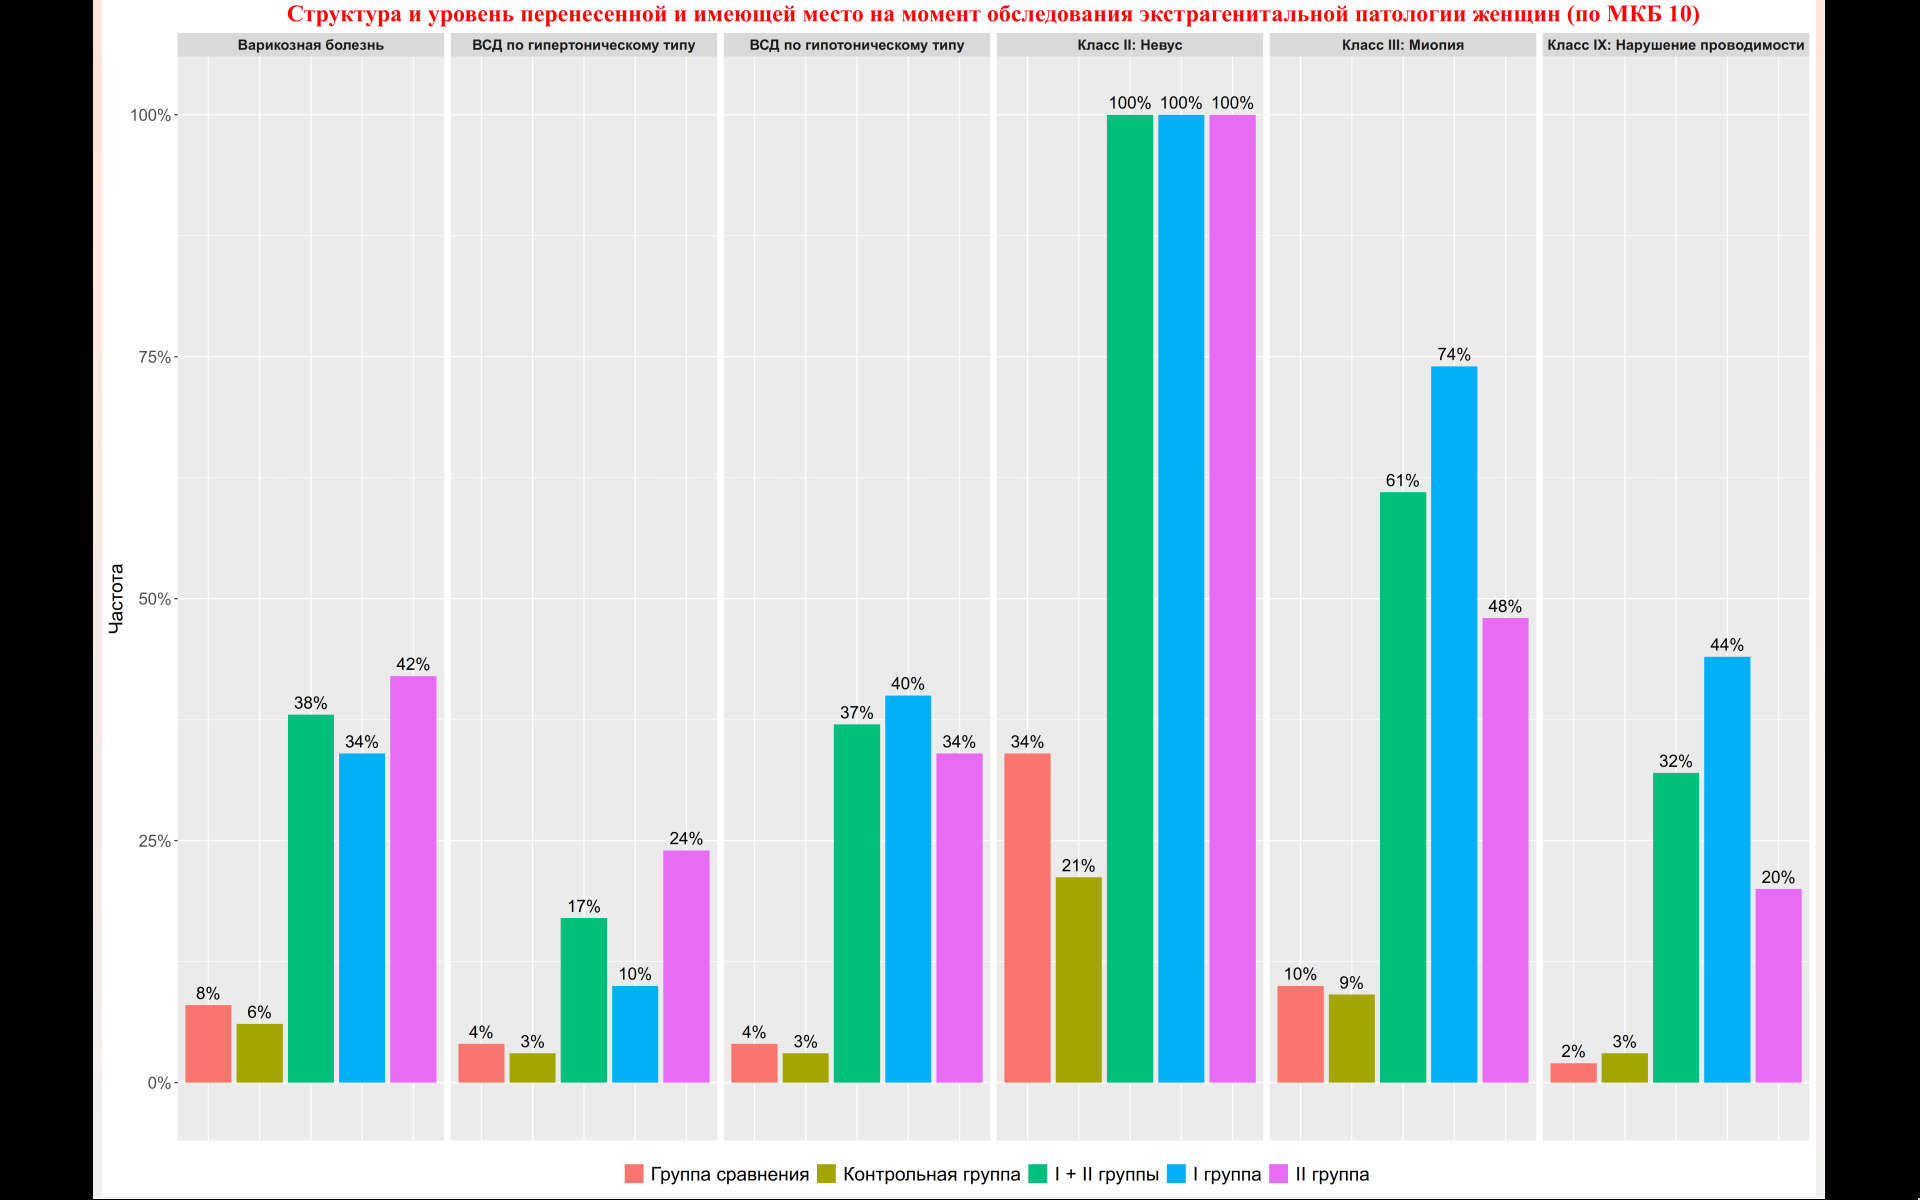 Структура и уровень перенесенной и имеющей место на момент обследования экстрагенитальной патологии женщин (по МКБ 10)
Варикозная болезнь
ВСД по гипертоническому типу
ВСД по гипотоническому типу
Класс II: Невус
Класс III: Миопия
Класс IX: Нарушение проводимости
Частота
100%
75%
50%
25%
0%
8%
6%
38%
34%
42%
4%
3%
17%
10%
24%
4%
3%
37%
40%
34%
34%
21%
100%
100%
100%
10%
9%
61%
74%
48%
2%
3%
32%
44%
20%
Группа сравнения
Контрольная группа
I + II группы
I группа
II группа